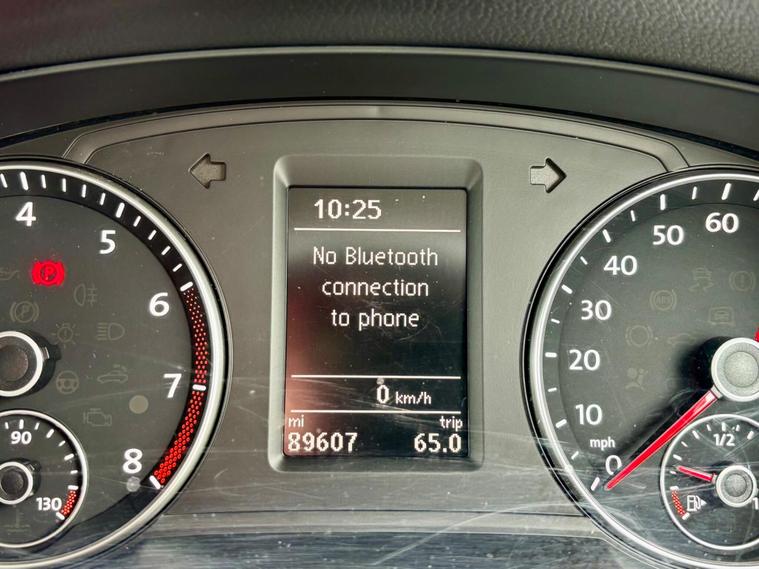 10:25
No Bluetooth
connection
to phone
0 km/h
mi trip
89607 65.0
4
5
6
7
8
90
130
P
60
50
40
30
20
10
mph
0
1/2
ABS